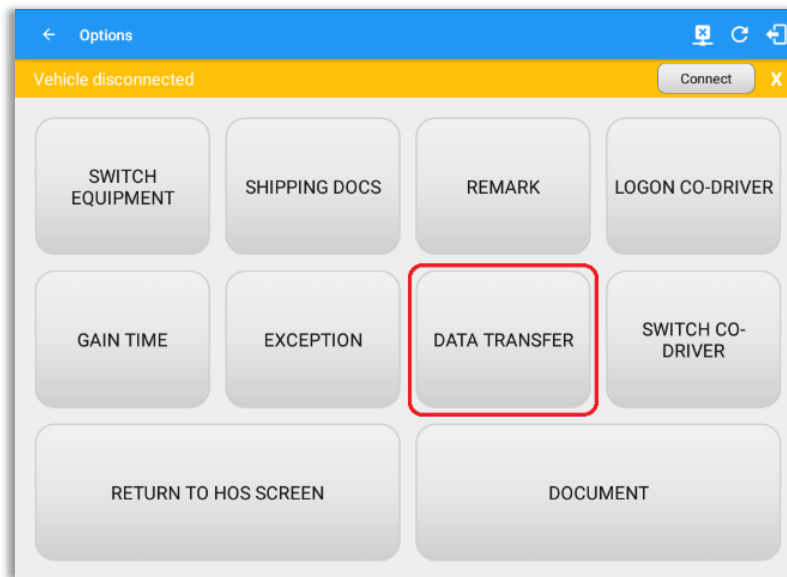 Options
Vehicle disconnected
Connect
X
SWITCH
EQUIPMENT
SHIPPING DOCS
REMARK
LOGON CO-DRIVER
GAIN TIME
EXCEPTION
DATA TRANSFER
SWITCH CO-
DRIVER
RETURN TO HOS SCREEN
DOCUMENT